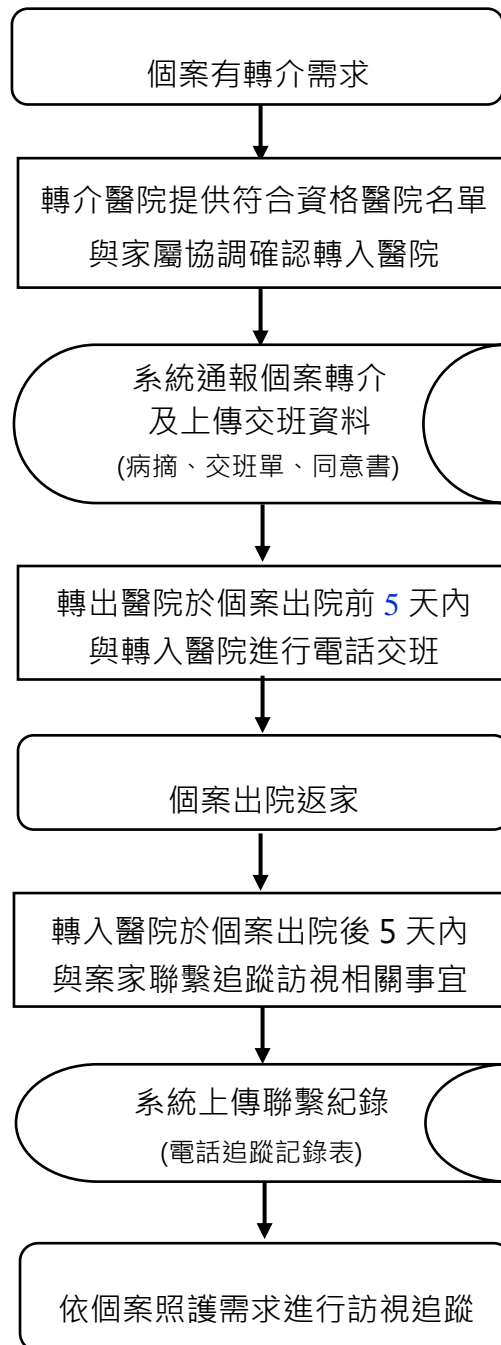 個案有轉介需求
轉介醫院提供符合資格醫院名單
與家屬協調確認轉入醫院
系統通報個案轉介
及上傳交班資料
(病摘、交班單、同意書)
轉出醫院於個案出院前 5 天內
與轉入醫院進行電話交班
個案出院返家
轉入醫院於個案出院後 5 天內
與案家聯繫追蹤訪視相關事宜
系統上傳聯繫紀錄
(電話追蹤記錄表)
依個案照護需求進行訪視追蹤